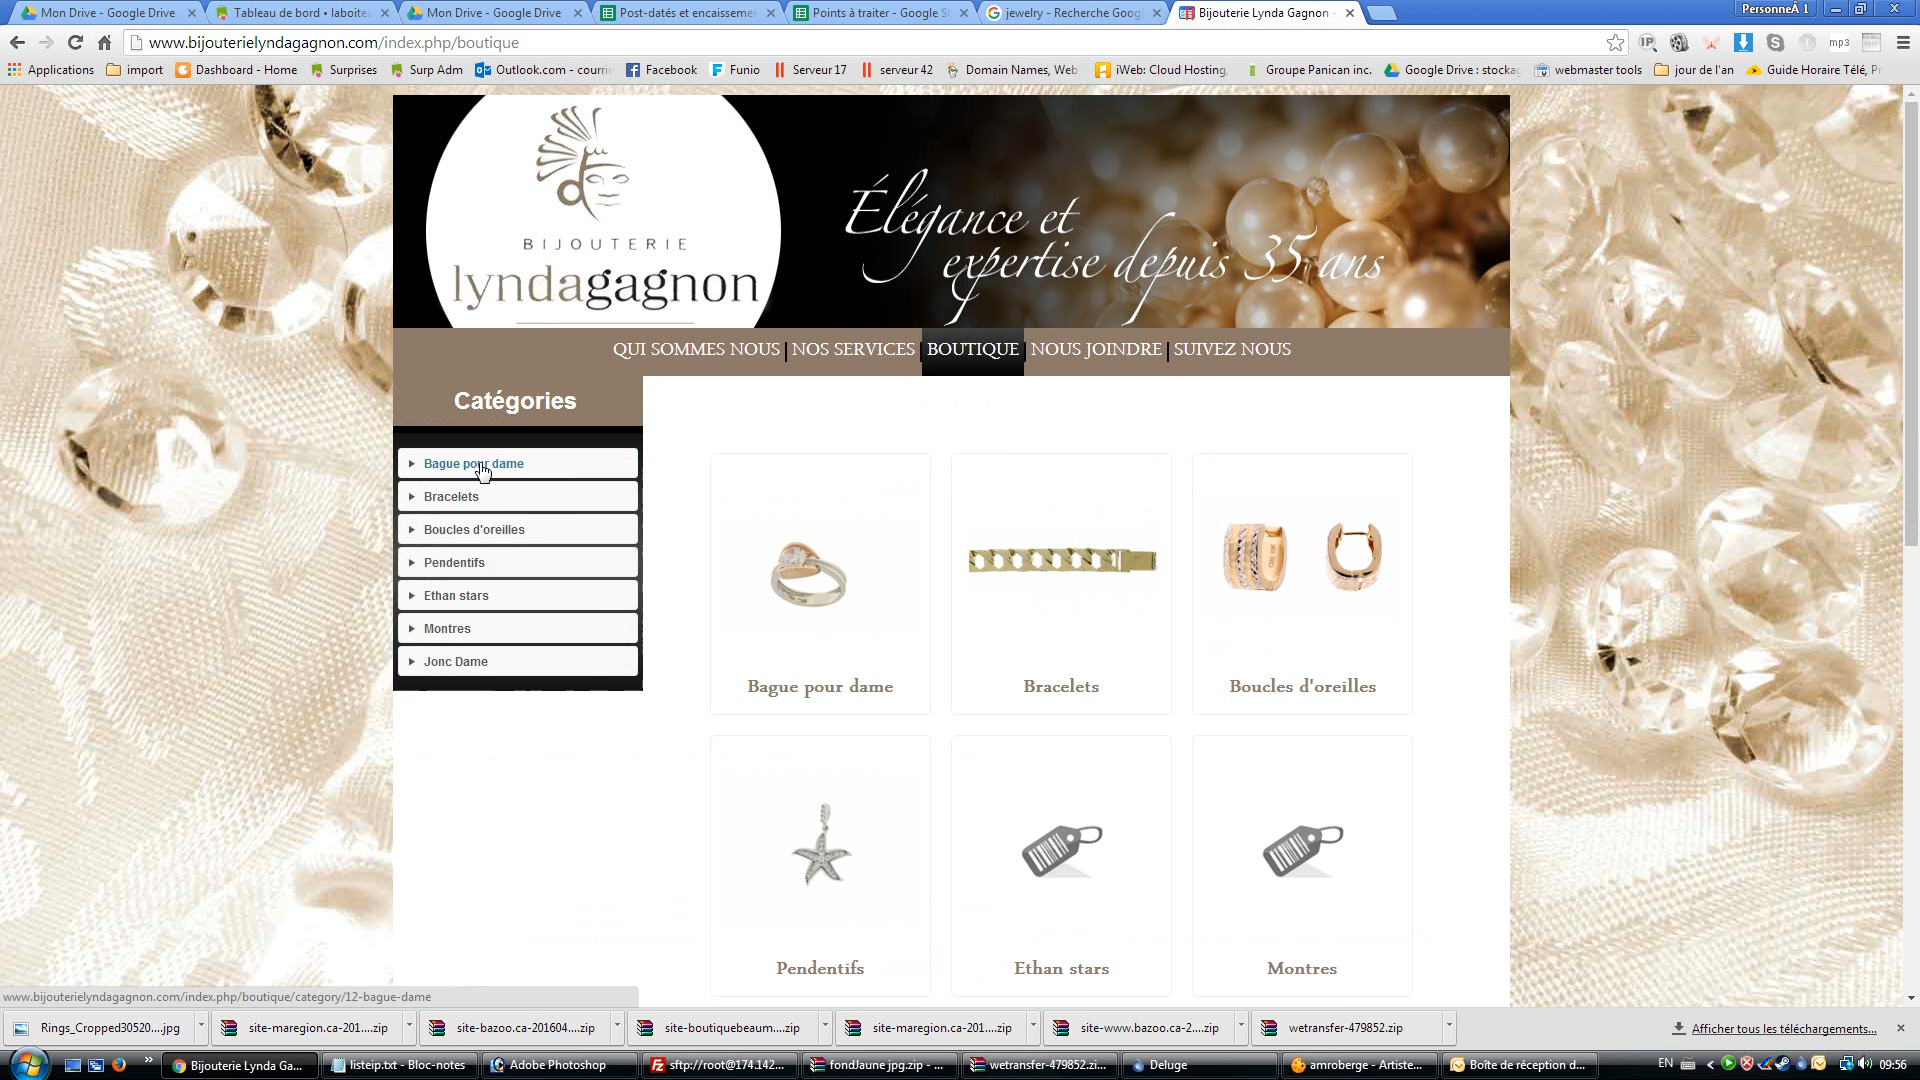 Mon Drive - Google Drive
Tableau de bord • laboite
Mon Drive - Google Drive
Post-datés et encaisseme
Points à traiter - Google S
jewelry - Recherche Goog
Bijouterie Lynda Gagnon -
PersonneÂ 1
www.bijouterielyndagagnon.com/index.php/boutique
IP
mp3
Applications
import
Dashboard - Home
Surprises
Surp Adm
Outlook.com - courri
Facebook
Funio
Serveur 17
serveur 42
Domain Names, Web
iWeb: Cloud Hosting,
Groupe Panican inc.
Google Drive : stocka
webmaster tools
jour de l'an
Guide Horaire Télé, Pr
BIJOUTERIE
lyndagagnon
Élégance et
expertise depuis 35 ans
QUI SOMMES NOUS | NOS SERVICES | BOUTIQUE | NOUS JOINDRE | SUIVEZ NOUS
Catégories
Bague pour dame
Bracelets
Boucles d'oreilles
Pendentifs
Ethan stars
Montres
Jonc Dame
Bague pour dame
Bracelets
Boucles d'oreilles
Pendentifs
Ethan stars
Montres
www.bijouterielyndagagnon.com/index.php/boutique/category/12-bague-dame
Rings_Cropped30520....jpg
site-maregion.ca-201....zip
site-bazoo.ca-201604....zip
site-boutiquebeaum....zip
site-maregion.ca-201....zip
site-www.bazoo.ca-2....zip
wetransfer-479852.zip
Afficher tous les téléchargements...
Bijouterie Lynda Ga...
listeip.txt - Bloc-notes
Adobe Photoshop
sftp://root@174.142...
fondJaune jpg.zip - ...
wetransfer-479852.zi...
Deluge
amroberge - Artiste...
Boîte de réception d...
EN
09:56